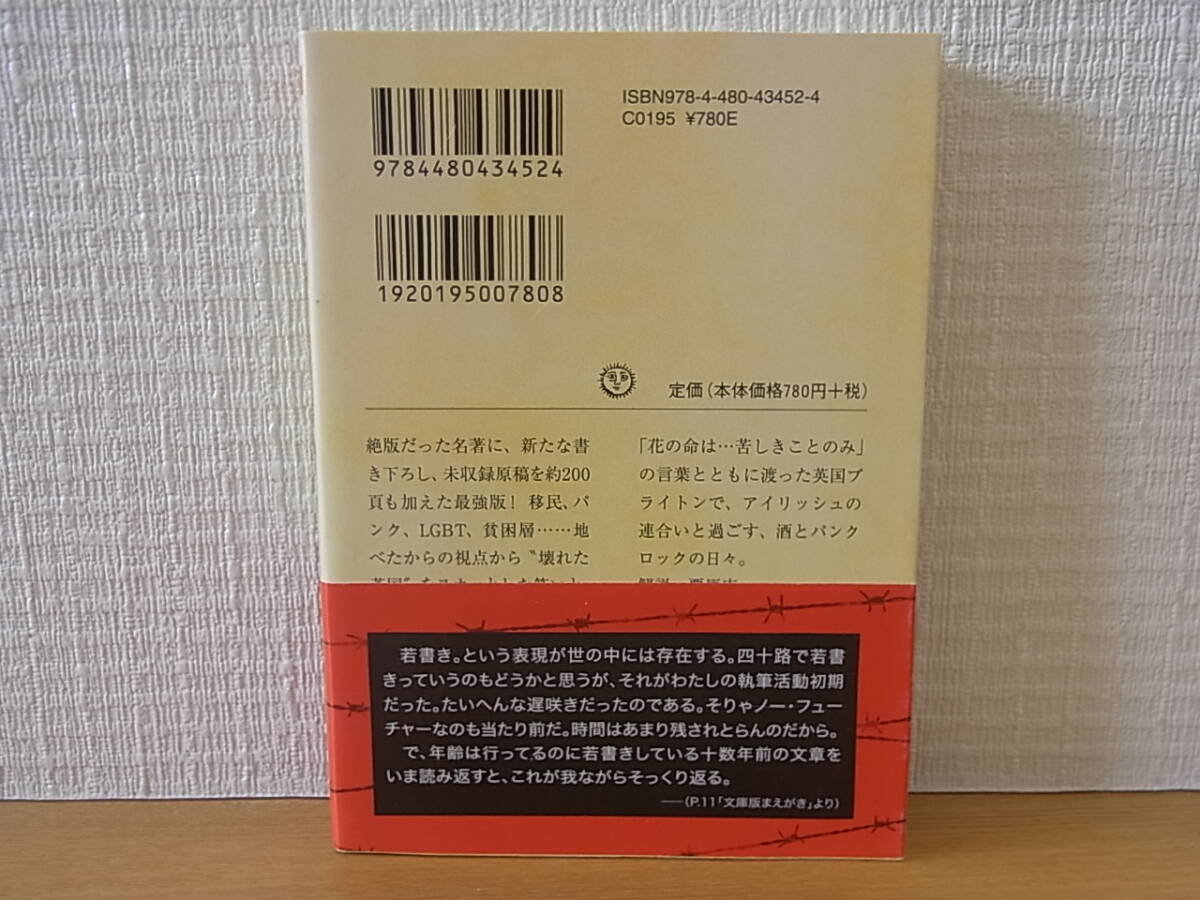 9784480434524
ISBN978-4-480-43452-4
C0195 ¥780E
1920195007808
定価(本体価格780円+税)
絶版だった名著に、新たな書
き下ろし、未収録原稿を約200
頁も加えた最強版! 移民、パ
ンク、LGBT、貧困層……地
べたからの視点から〝壊れた
「花の命は…苦しきことのみ」
の言葉とともに渡った英国ブ
ライトンで、アイリッシュの
連合いと過ごす、酒とパンク
ロックの日々。
若書き。という表現が世の中には存在する。四十路で若書
きっていうのもどうかと思うが、それがわたしの執筆活動初期
だった。たいへんな遅咲きだったのである。そりゃノー・フュー
チャーなのも当たり前だ。時間はあまり残されとらんのだから。
で、年齢は行ってるのに若書きしている十数年前の文章を
いま読み返すと、これが我ながらそっくり返る。
——(P.11「文庫版まえがき」より)